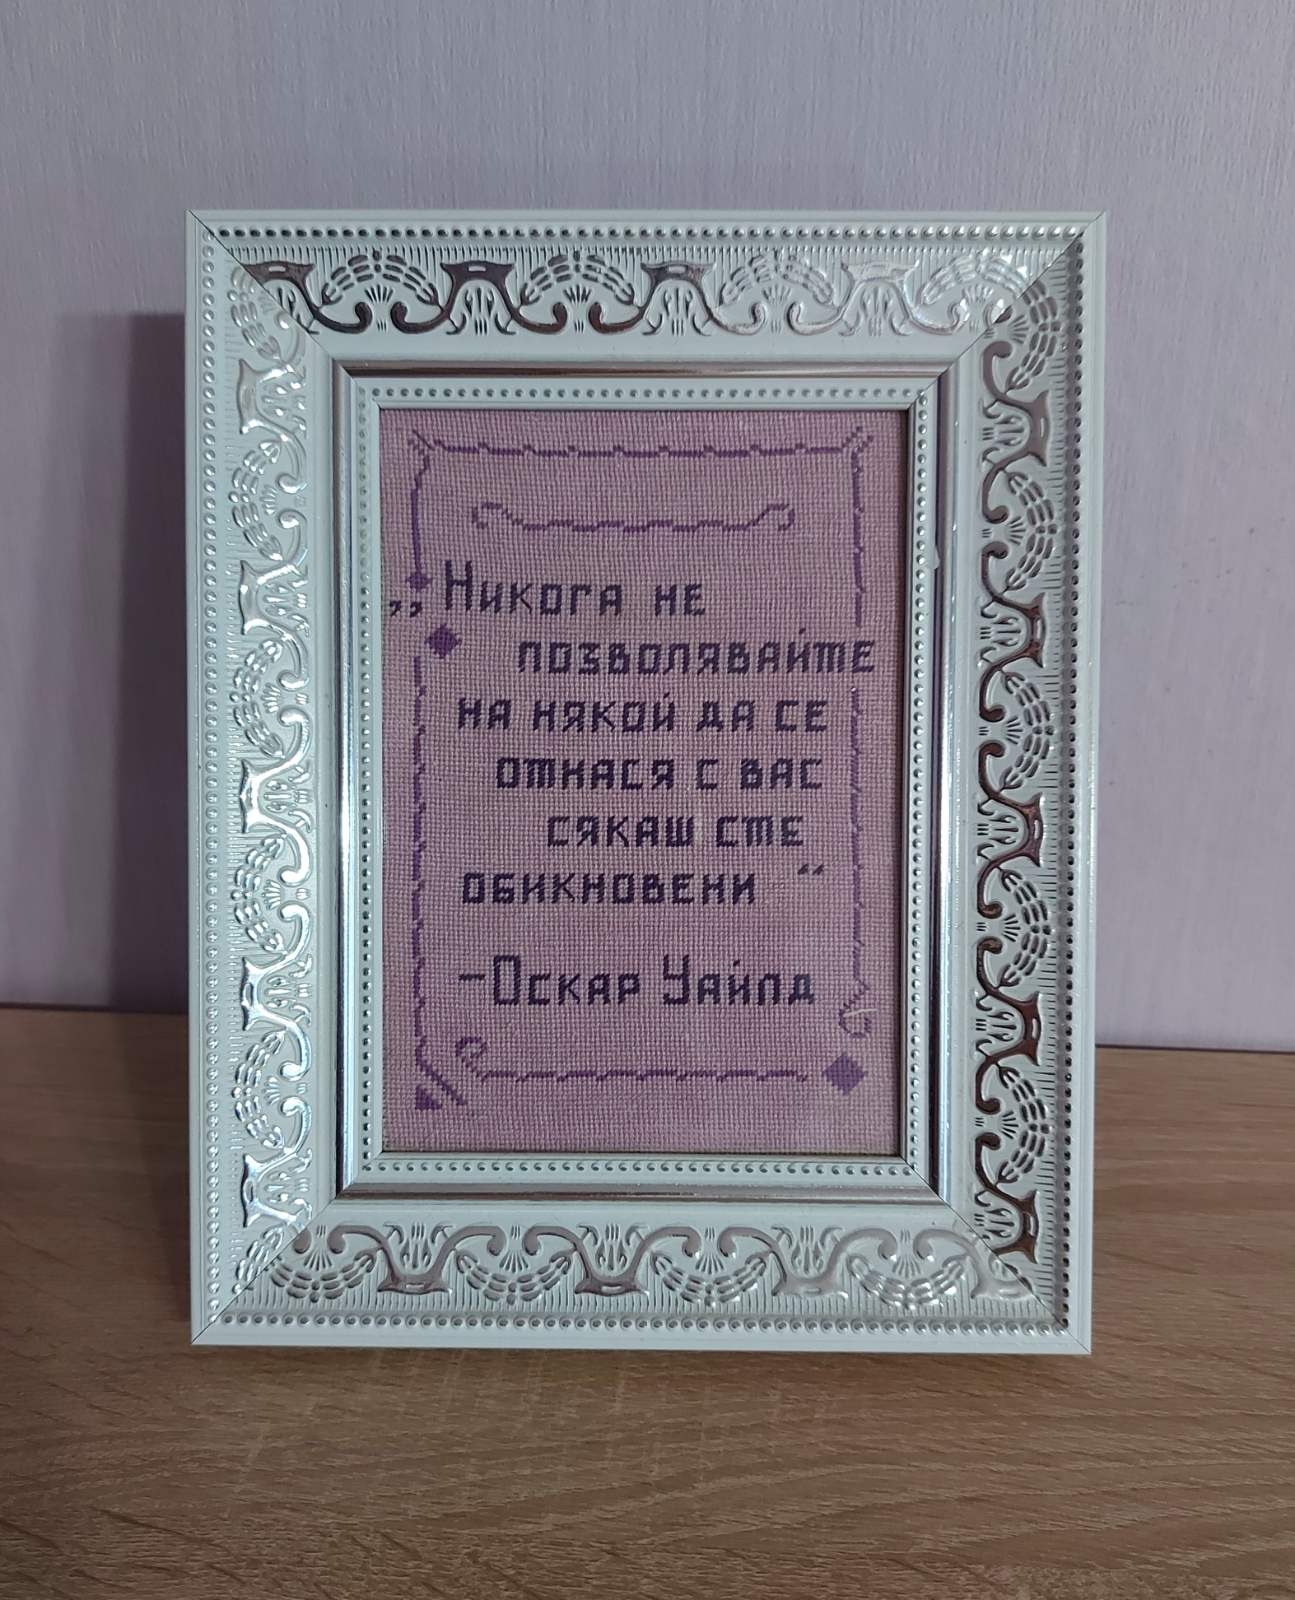 „Никога не
позволявайте
на някой да се
отнася с вас
сякаш сте
обикновени “
-Оскар Уайлд